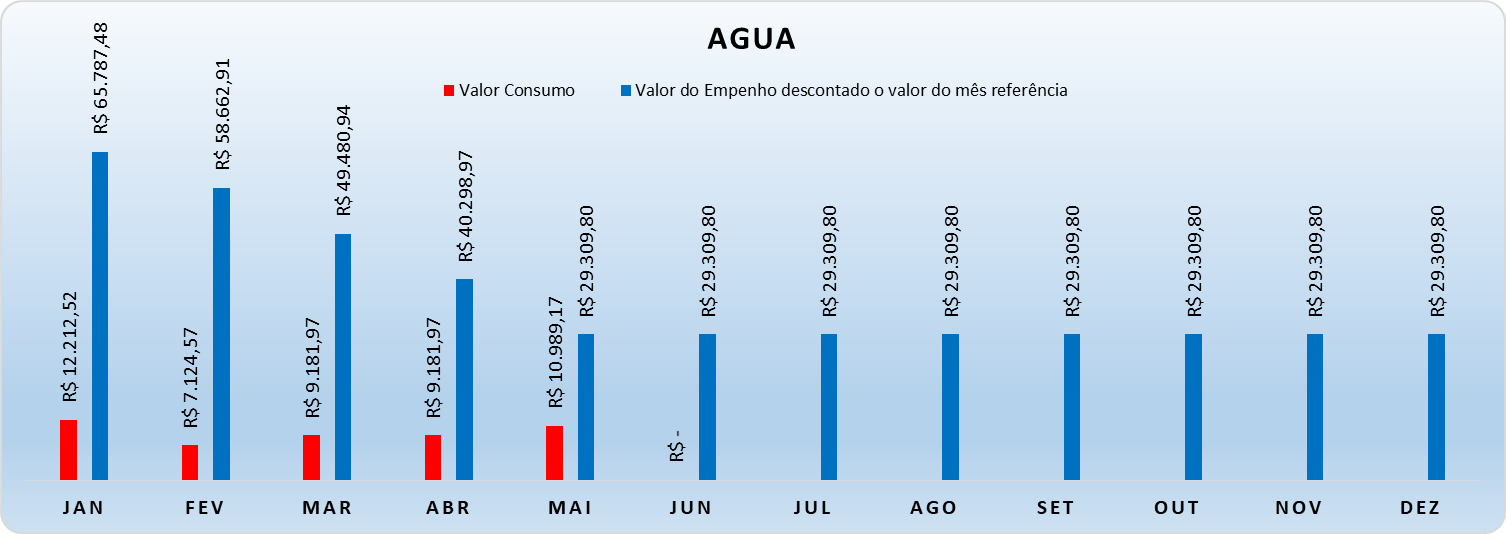 AGUA
Valor Consumo
Valor do Empenho descontado o valor do mês referência
R$ 12.212,52
R$ 65.787,48
R$ 7.124,57
R$ 58.662,91
R$ 9.181,97
R$ 49.480,94
R$ 9.181,97
R$ 40.298,97
R$ 10.989,17
R$ 29.309,80
R$ -
R$ 29.309,80
R$ 29.309,80
R$ 29.309,80
R$ 29.309,80
R$ 29.309,80
R$ 29.309,80
R$ 29.309,80
JAN FEV MAR ABR MAI JUN JUL AGO SET OUT NOV DEZ